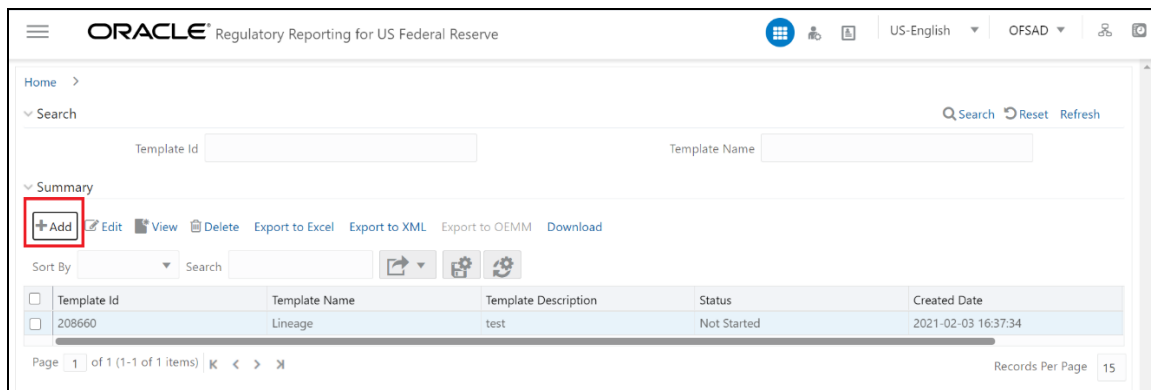 ORACLE® Regulatory Reporting for US Federal Reserve US-English OFSAD
Home >
Search Search Reset Refresh
Template Id Template Name
Summary
Add Edit View Delete Export to Excel Export to XML Export to OEMM Download
Sort By Search
Template Id Template Name Template Description Status Created Date
208660 Lineage test Not Started 2021-02-03 16:37:34
Page 1 of 1 (1-1 of 1 items) Records Per Page 15